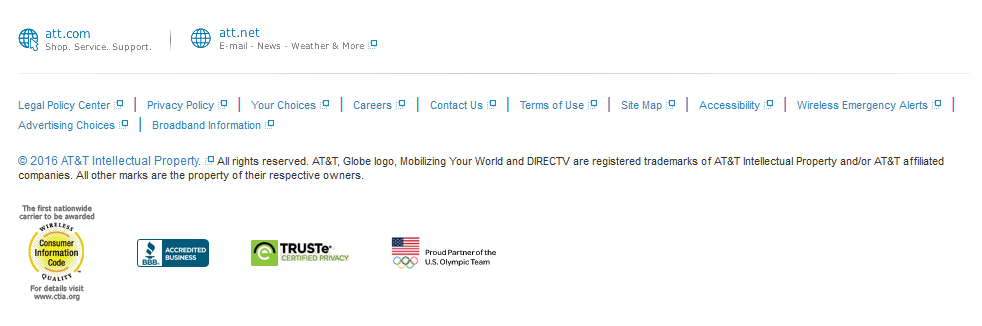 att.com
Shop. Service. Support.
att.net
E-mail - News - Weather & More
Legal Policy Center | Privacy Policy | Your Choices | Careers | Contact Us | Terms of Use | Site Map | Accessibility | Wireless Emergency Alerts |
Advertising Choices | Broadband Information
© 2016 AT&T Intellectual Property. All rights reserved. AT&T, Globe logo, Mobilizing Your World and DIRECTV are registered trademarks of AT&T Intellectual Property and/or AT&T affiliated
companies. All other marks are the property of their respective owners.
The first nationwide
carrier to be awarded
WIRELESS
Consumer
Information
Code
QUALITY
For details visit
www.ctia.org
BBB
ACCREDITED
BUSINESS
e
TRUSTe
CERTIFIED PRIVACY
Proud Partner of the
U.S. Olympic Team